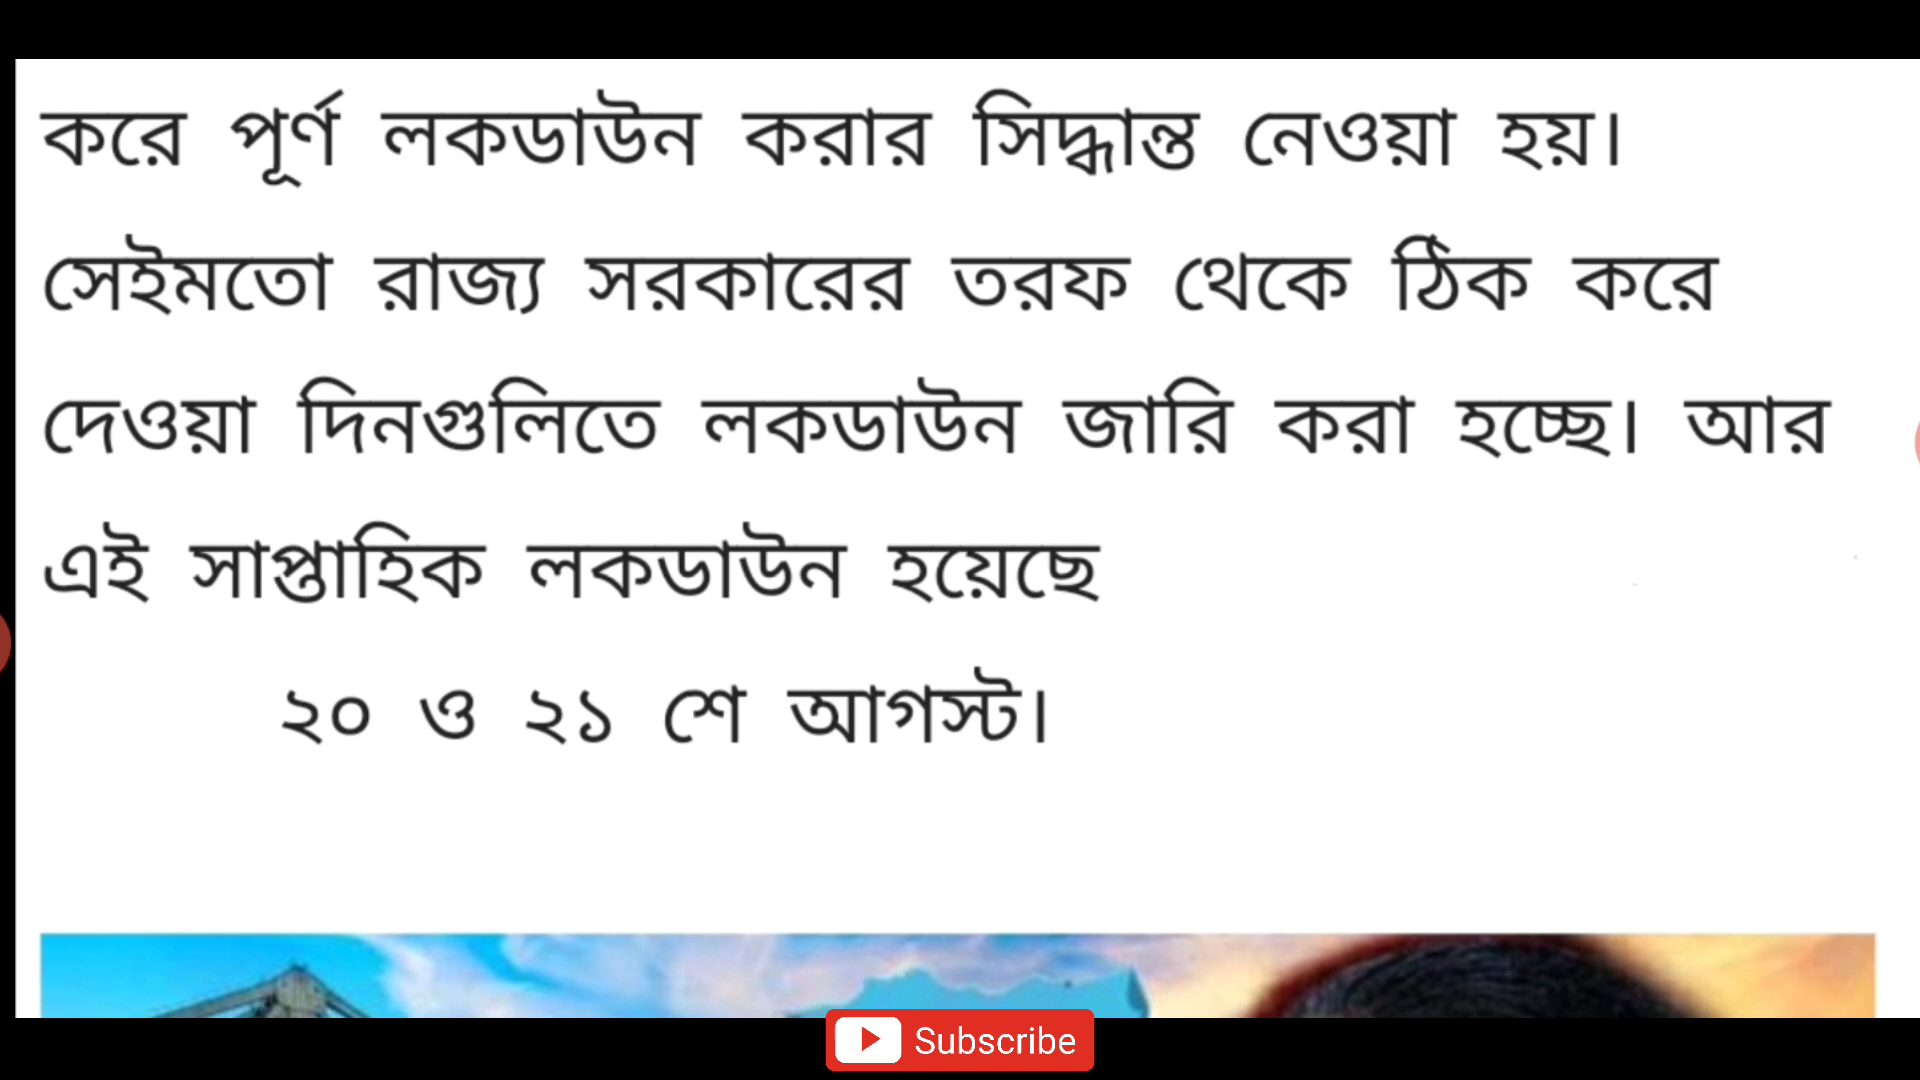 করে পূর্ণ লকডাউন করার সিদ্ধান্ত নেওয়া হয়।
সেইমতো রাজ্য সরকারের তরফ থেকে ঠিক করে
দেওয়া দিনগুলিতে লকডাউন জারি করা হচ্ছে। আর
এই সাপ্তাহিক লকডাউন হয়েছে
২০ ও ২১ শে আগস্ট।
Subscribe